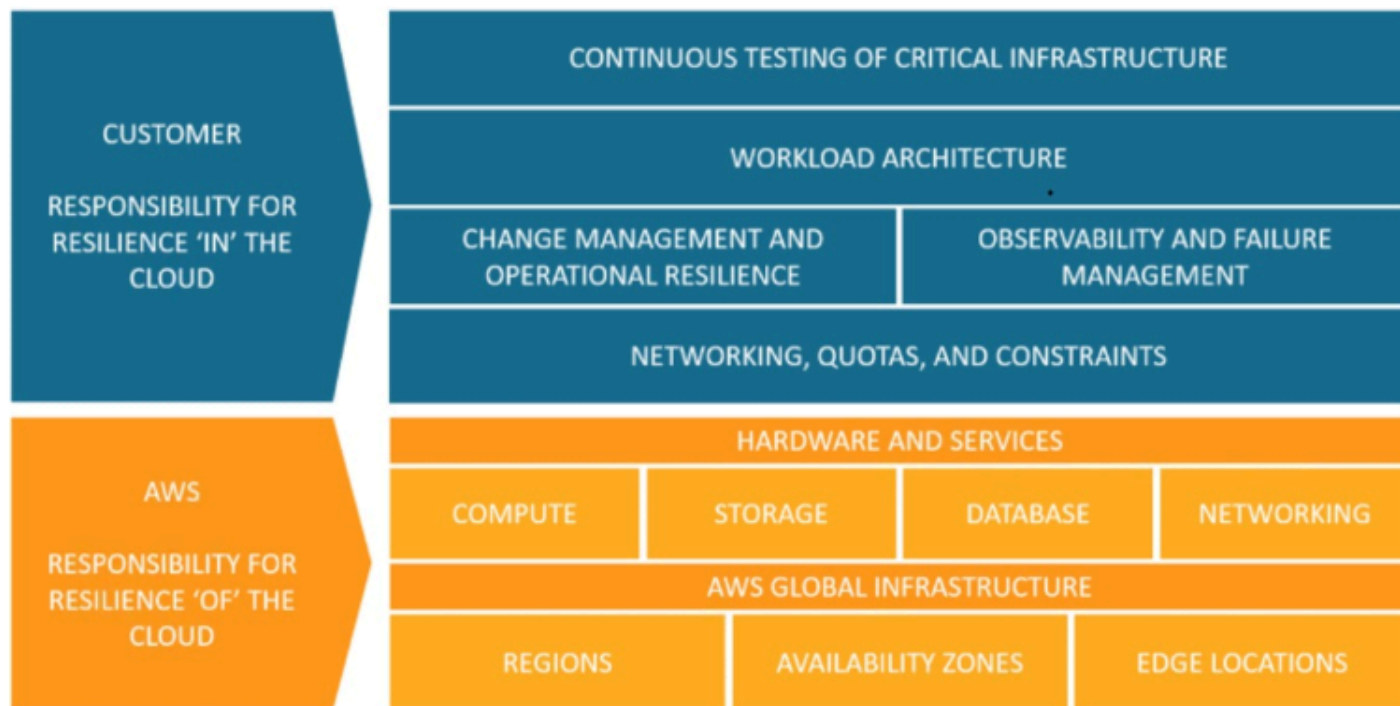 CUSTOMER
RESPONSIBILITY FOR
RESILIENCE ‘IN’ THE
CLOUD
CONTINUOUS TESTING OF CRITICAL INFRASTRUCTURE
WORKLOAD ARCHITECTURE
CHANGE MANAGEMENT AND
OPERATIONAL RESILIENCE
OBSERVABILITY AND FAILURE
MANAGEMENT
NETWORKING, QUOTAS, AND CONSTRAINTS
AWS
RESPONSIBILITY FOR
RESILIENCE ‘OF’ THE
CLOUD
HARDWARE AND SERVICES
COMPUTE
STORAGE
DATABASE
NETWORKING
AWS GLOBAL INFRASTRUCTURE
REGIONS
AVAILABILITY ZONES
EDGE LOCATIONS